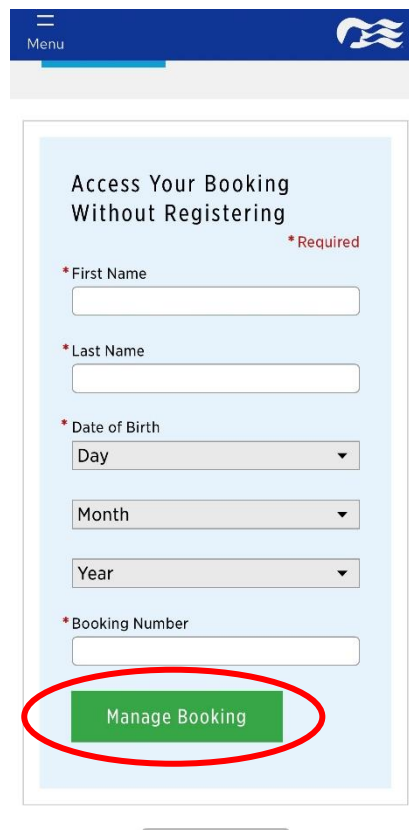 Menu
Access Your Booking
Without Registering
*Required
*First Name
*Last Name
* Date of Birth
Day
Month
Year
*Booking Number
Manage Booking